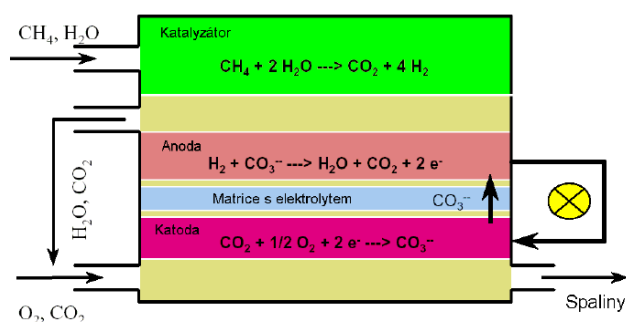 CH₄, H₂O
Katalyzátor
CH₄ + 2 H₂O ---> CO₂ + 4 H₂
Anoda
H₂ + CO₃⁻⁻ ---> H₂O + CO₂ + 2 e⁻
H₂O, CO₂
Matrice s elektrolytem
CO₃⁻⁻
Katoda
CO₂ + 1/2 O₂ + 2 e⁻ ---> CO₃⁻⁻
O₂, CO₂
Spaliny